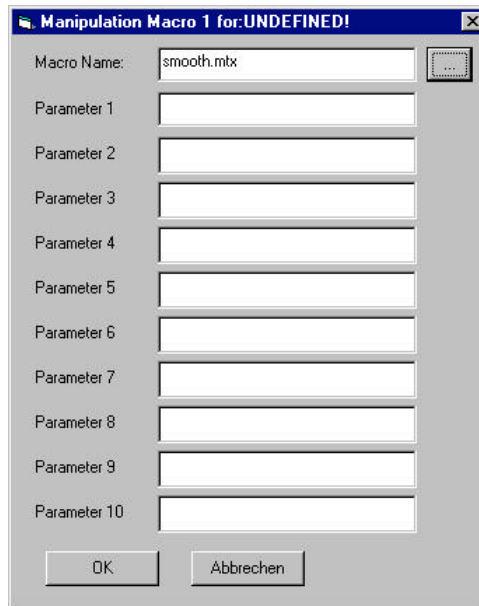 Manipulation Macro 1 for:UNDEFINED!
Macro Name: smooth.mtx ...
Parameter 1
Parameter 2
Parameter 3
Parameter 4
Parameter 5
Parameter 6
Parameter 7
Parameter 8
Parameter 9
Parameter 10
OK Abbrechen